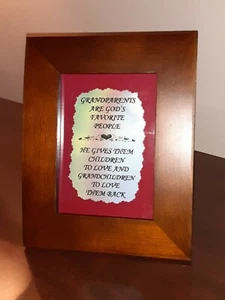 GRANDPARENTS
ARE GOD'S
FAVORITE
PEOPLE
HE GIVES THEM
CHILDREN
TO LOVE AND
GRANDCHILDREN
TO LOVE
THEM BACK